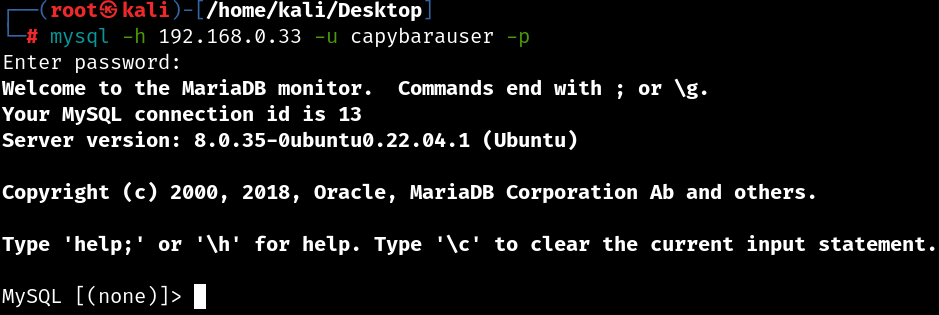 ┌──(root㉿kali)-[/home/kali/Desktop]
└─# mysql -h 192.168.0.33 -u capybarauser -p
Enter password:
Welcome to the MariaDB monitor.  Commands end with ; or \g.
Your MySQL connection id is 13
Server version: 8.0.35-0ubuntu0.22.04.1 (Ubuntu)
Copyright (c) 2000, 2018, Oracle, MariaDB Corporation Ab and others.
Type 'help;' or '\h' for help. Type '\c' to clear the current input statement.
MySQL [(none)]>